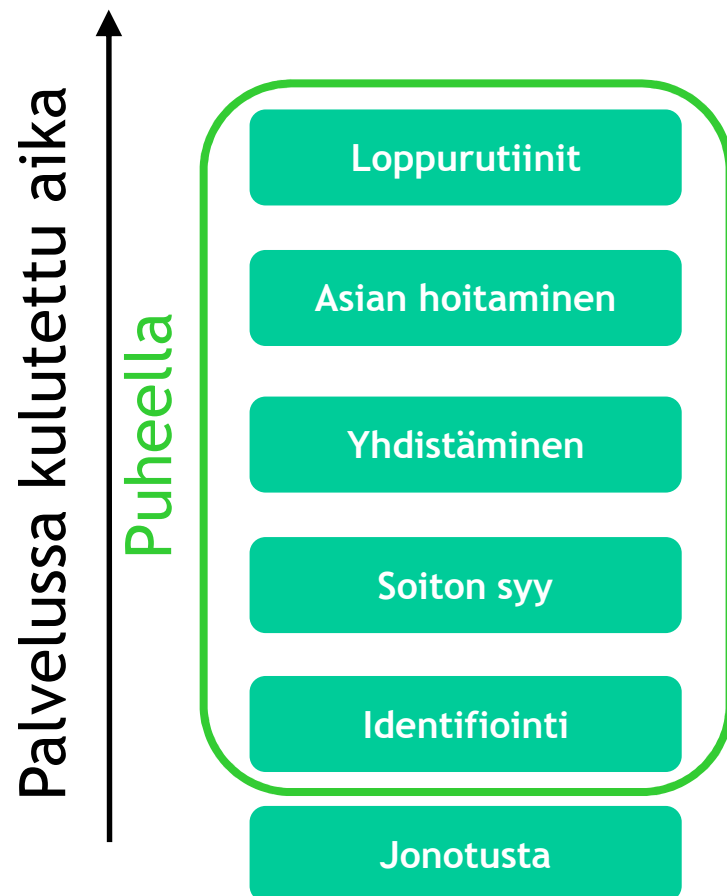 Palvelussa kulutettu aika
Puheella
Loppurutiinit
Asian hoitaminen
Yhdistäminen
Soiton syy
Identifiointi
Jonotusta